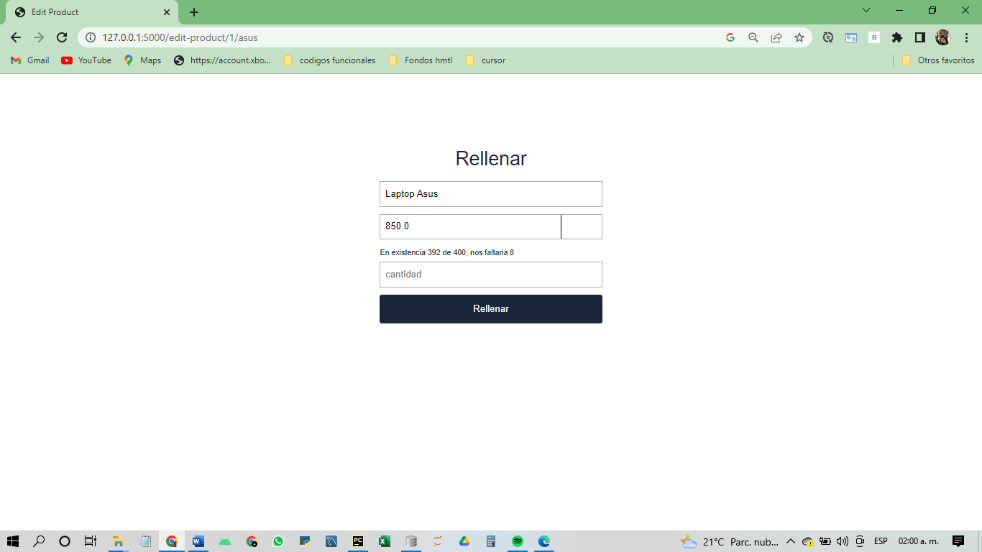 Edit Product
127.0.0.1:5000/edit-product/1/asus
Gmail
YouTube
Maps
https://account.xbo...
codigos funcionales
Fondos hmtl
cursor
Otros favoritos
Rellenar
Laptop Asus
850.0
En existencia 392 de 400, nos faltaria 8
cantidad
Rellenar
21°C Parc. nub...
ESP
02:00 a. m.